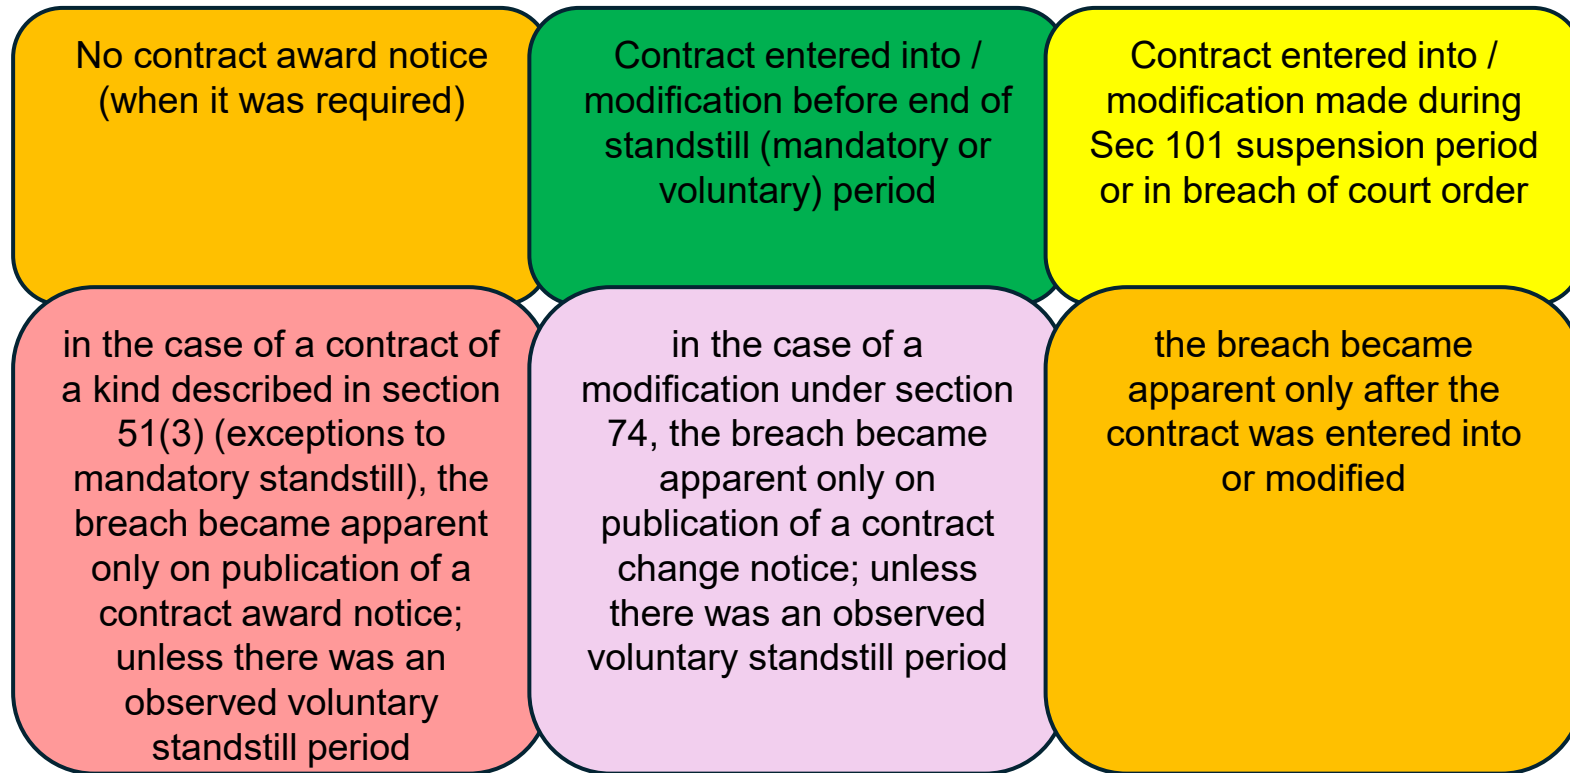 No contract award notice
(when it was required)
Contract entered into /
modification before end of
standstill (mandatory or
voluntary) period
Contract entered into /
modification made during
Sec 101 suspension period
or in breach of court order
in the case of a contract of
a kind described in section
51(3) (exceptions to
mandatory standstill), the
breach became apparent
only on publication of a
contract award notice;
unless there was an
observed voluntary
standstill period
in the case of a
modification under section
74, the breach became
apparent only on
publication of a contract
change notice; unless
there was an observed
voluntary standstill period
the breach became
apparent only after the
contract was entered into
or modified